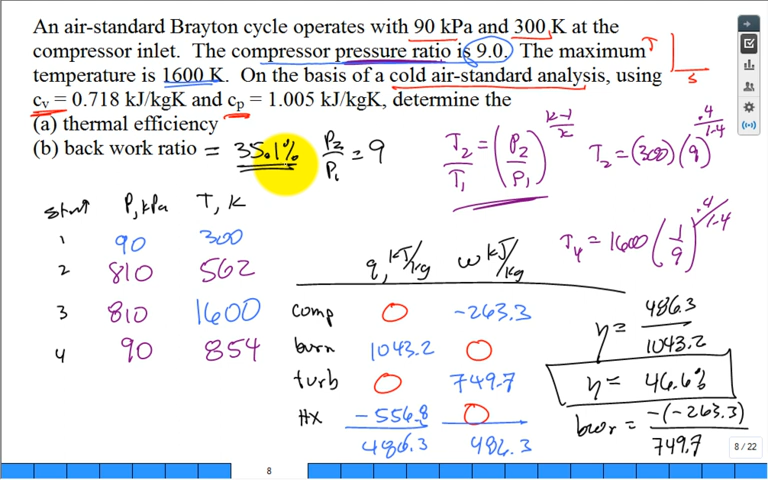 An air-standard Brayton cycle operates with 90 kPa and 300 K at the
compressor inlet. The compressor pressure ratio is 9.0. The maximum
temperature is 1600 K. On the basis of a cold air-standard analysis, using
cv = 0.718 kJ/kgK and cp = 1.005 kJ/kgK, determine the
(a) thermal efficiency
(b) back work ratio = 35.1% P2/P1 = 9
T
s
T2/T1 = (P2/P1)^(k-1/k) T2 = (300)(9)^(.4/1.4)
T4 = 1600 (1/9)^(.4/1.4)
P, kPa T, K
1 90 300
2 810 562
3 810 1600
4 90 854
q, kJ/kg w kJ/kg
comp 0 -263.3
burn 1043.2 0
turb 0 749.7
HX -556.8 0
486.3 486.3
η = 486.3/1043.2
η = 46.6%
bwr = -(-263.3)/749.7
8 / 22
8